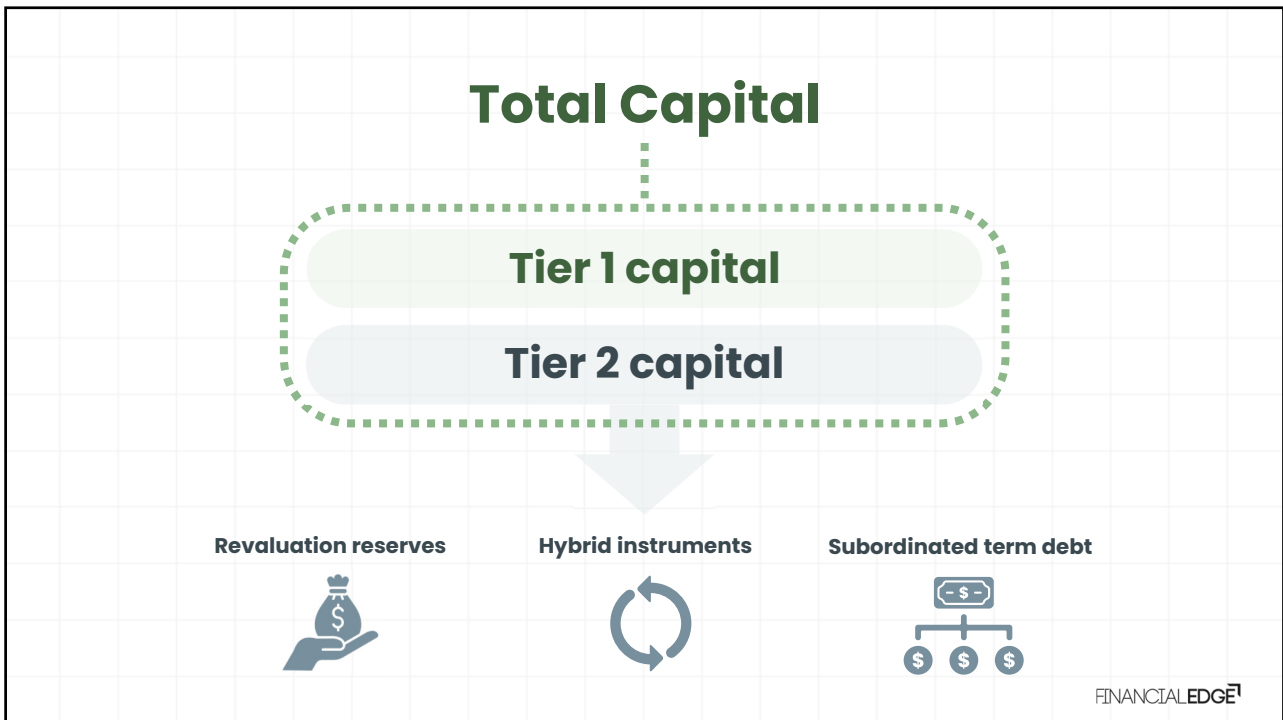 Total Capital
Tier 1 capital
Tier 2 capital
Revaluation reserves
Hybrid instruments
Subordinated term debt
$
- $ -
$ $ $
FINANCIALEDGE